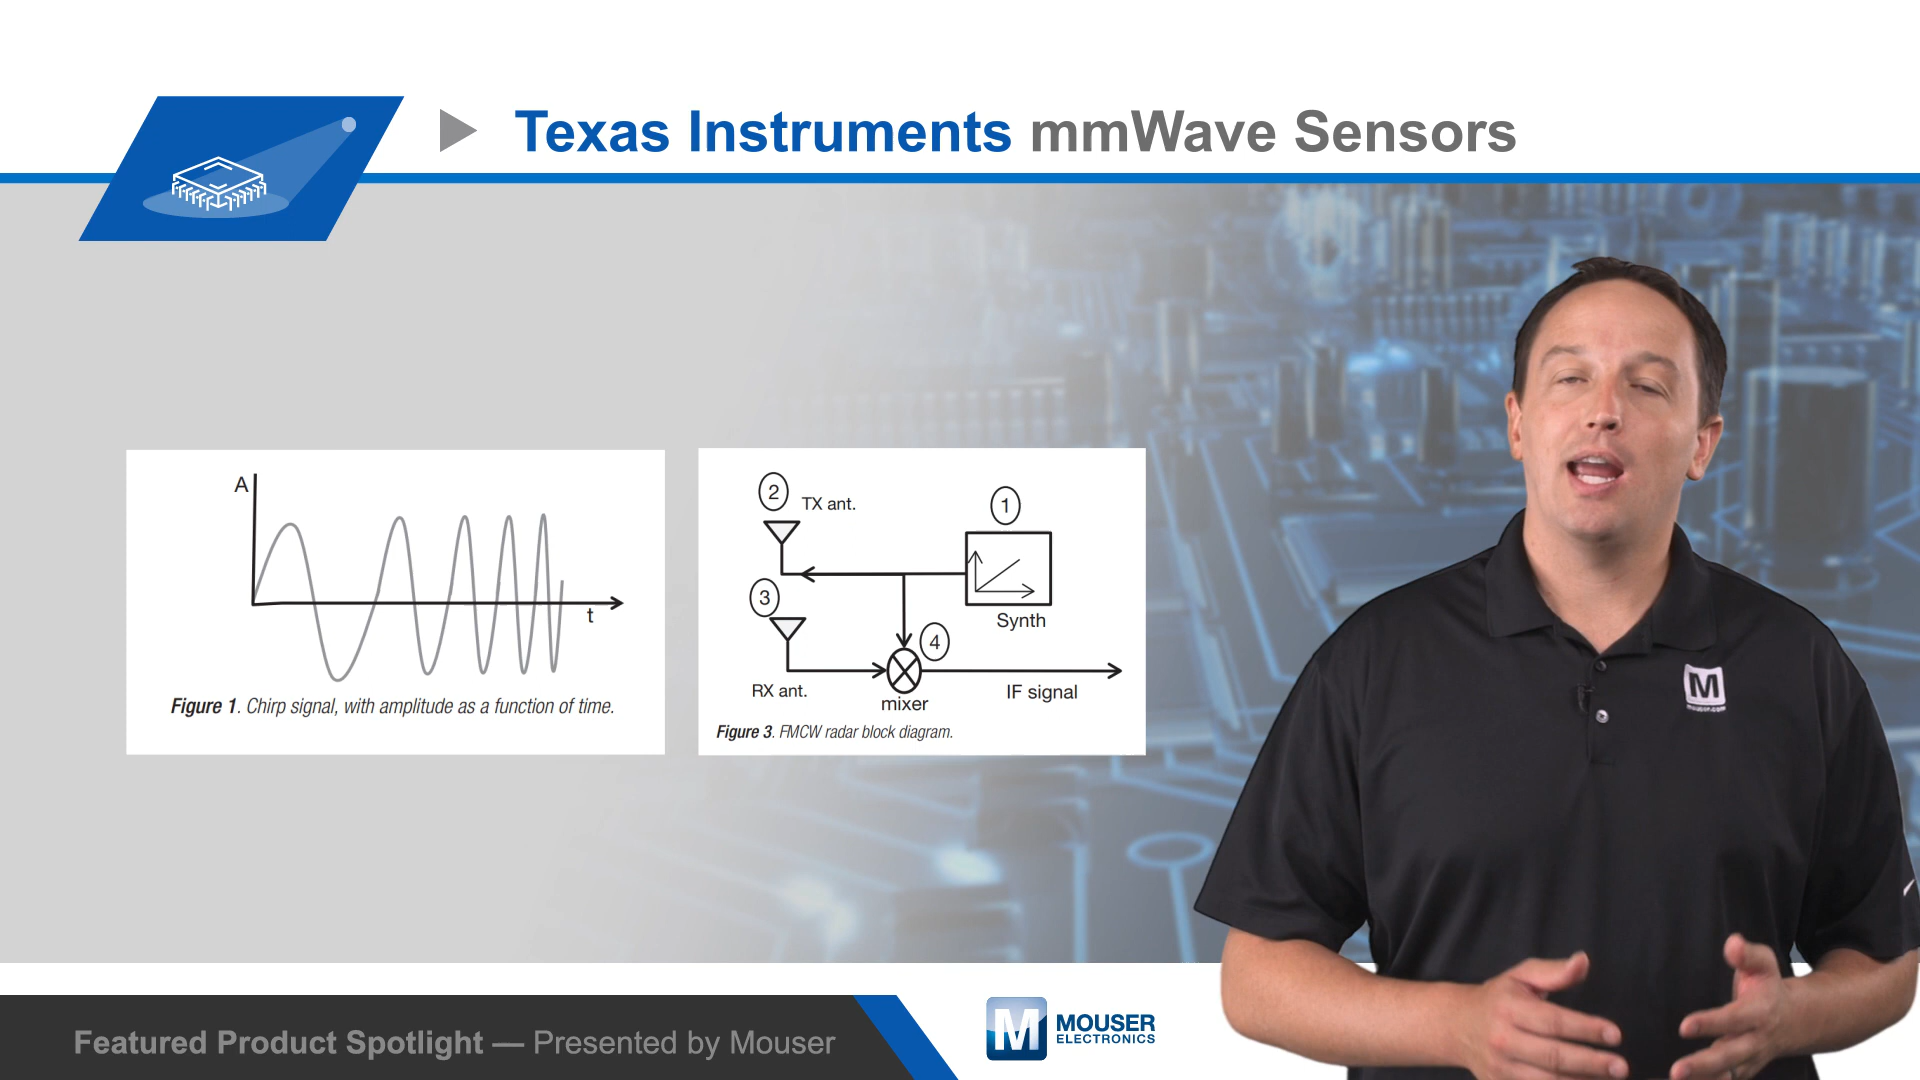 Texas Instruments mmWave Sensors
A
t
Figure 1. Chirp signal, with amplitude as a function of time.
2
TX ant.
1
3
Synth
4
RX ant.
mixer
IF signal
Figure 3. FMCW radar block diagram.
M
mouser.com
Featured Product Spotlight — Presented by Mouser
M
MOUSER
ELECTRONICS